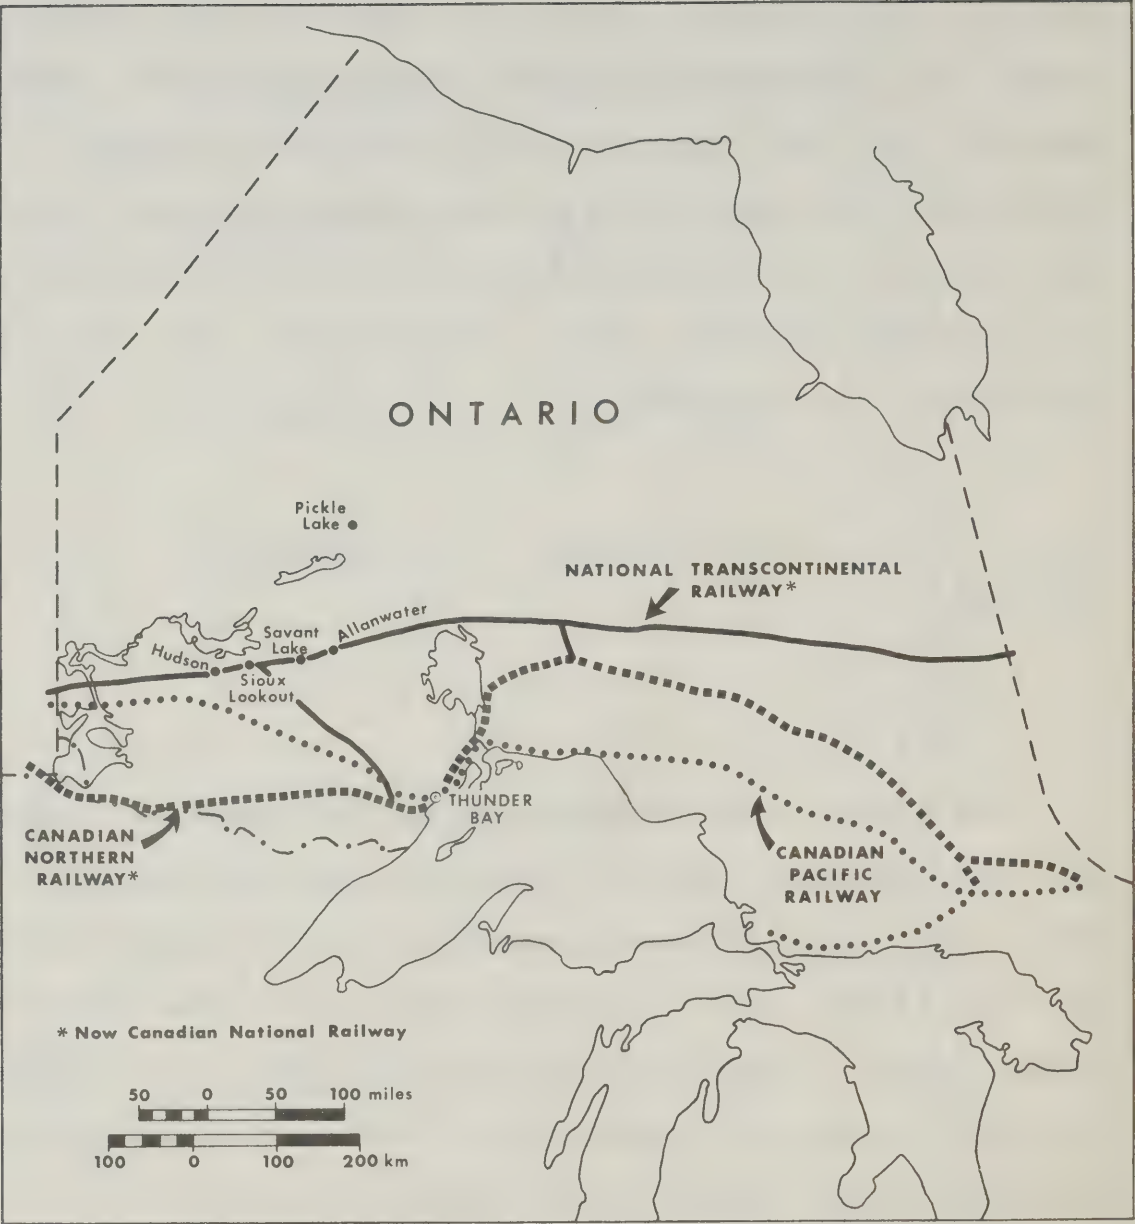 ONTARIO
Pickle
Lake
NATIONAL TRANSCONTINENTAL
RAILWAY*
Allanwater
Savant
Lake
Hudson
Sioux
Lookout
THUNDER
BAY
CANADIAN
NORTHERN
RAILWAY*
CANADIAN
PACIFIC
RAILWAY
* Now Canadian National Railway
50 0 50 100 miles
100 0 100 200 km